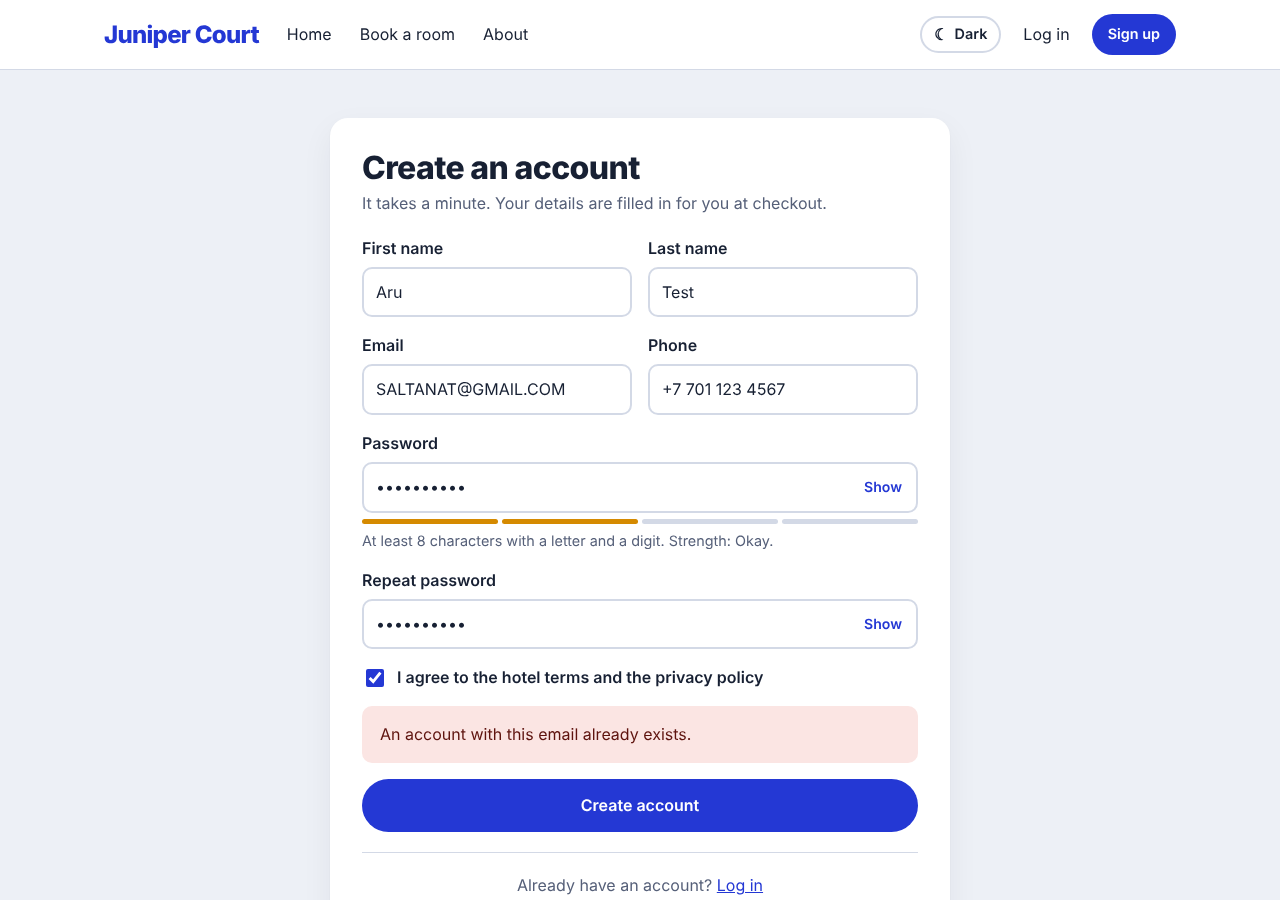 Juniper Court Home Book a room About ☾ Dark Log in Sign up
Create an account
It takes a minute. Your details are filled in for you at checkout.
First name Last name
Aru Test
Email Phone
SALTANAT@GMAIL.COM +7 701 123 4567
Password
•••••••••• Show
At least 8 characters with a letter and a digit. Strength: Okay.
Repeat password
•••••••••• Show
I agree to the hotel terms and the privacy policy
An account with this email already exists.
Create account
Already have an account? Log in